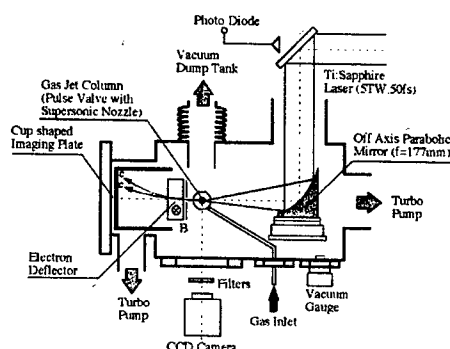 Photo Diode
Vacuum
Dump Tank
Ti:Sapphire
Laser (5TW.50fs)
Gas Jet Column
(Pulse Valve with
Supersonic Nozzle)
Cup shaped
Imaging Plate
Off Axis Parabolic
Mirror (f=177mm)
Turbo
Pump
e
e
B
Electron
Deflector
Turbo
Pump
Filters
Gas Inlet
Vacuum
Gauge
CCD Camera